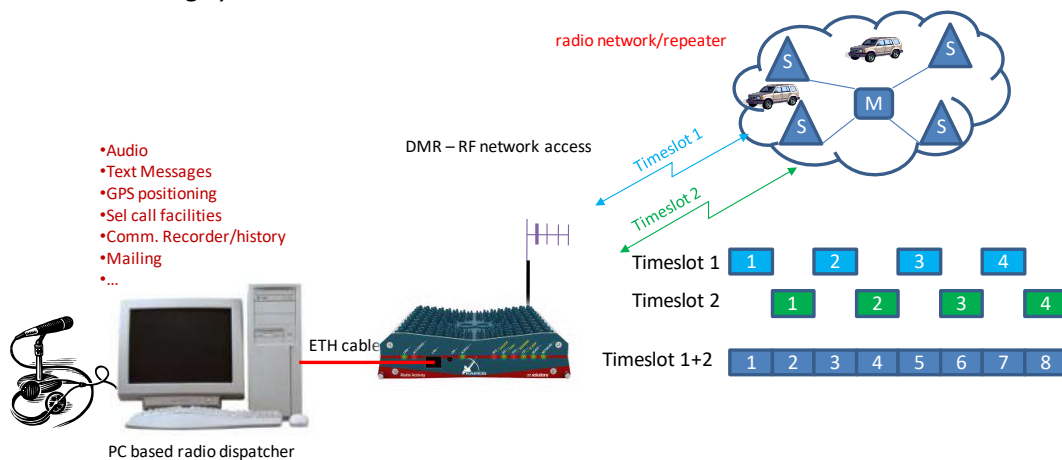 radio network/repeater
S
S
M
S
S
DMR – RF network access
Timeslot 1
Timeslot 2
•Audio
•Text Messages
•GPS positioning
•Sel call facilities
•Comm. Recorder/history
•Mailing
•…
Timeslot 1 1 2 3 4
Timeslot 2 1 2 3 4
Timeslot 1+2 1 2 3 4 5 6 7 8
ETH cable
Radio Activity
PC based radio dispatcher